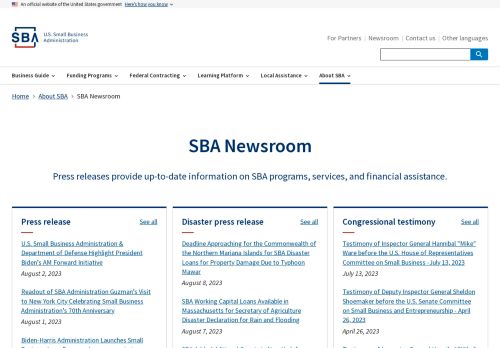 An official website of the United States government Here's how you know
SBA U.S. Small Business
Administration
For Partners Newsroom Contact us Other languages
Business Guide Funding Programs Federal Contracting Learning Platform Local Assistance About SBA
Home About SBA SBA Newsroom
SBA Newsroom
Press releases provide up-to-date information on SBA programs, services, and financial assistance.
Press release See all
U.S. Small Business Administration &
Department of Defense Highlight President
Biden's AM Forward Initiative
August 2, 2023
Readout of SBA Administrator Guzman's Visit
to New York City Celebrating Small Business
Administration's 70th Anniversary
August 1, 2023
Biden-Harris Administration Launches Small
Disaster press release See all
Deadline Approaching for the Commonwealth of
the Northern Mariana Islands for SBA Disaster
Loans for Property Damage Due to Typhoon
Mawar
August 8, 2023
SBA Working Capital Loans Available in
Massachusetts for Secretary of Agriculture
Disaster Declaration for Rain and Flooding
August 7, 2023
Congressional testimony See all
Testimony of Inspector General Hannibal "Mike"
Ware before the U.S. House of Representatives
Committee on Small Business -July 13, 2023
July 13, 2023
Testimony of Deputy Inspector General Sheldon
Shoemaker before the U.S. Senate Committee
on Small Business and Entrepreneurship - April
26, 2023
April 26, 2023